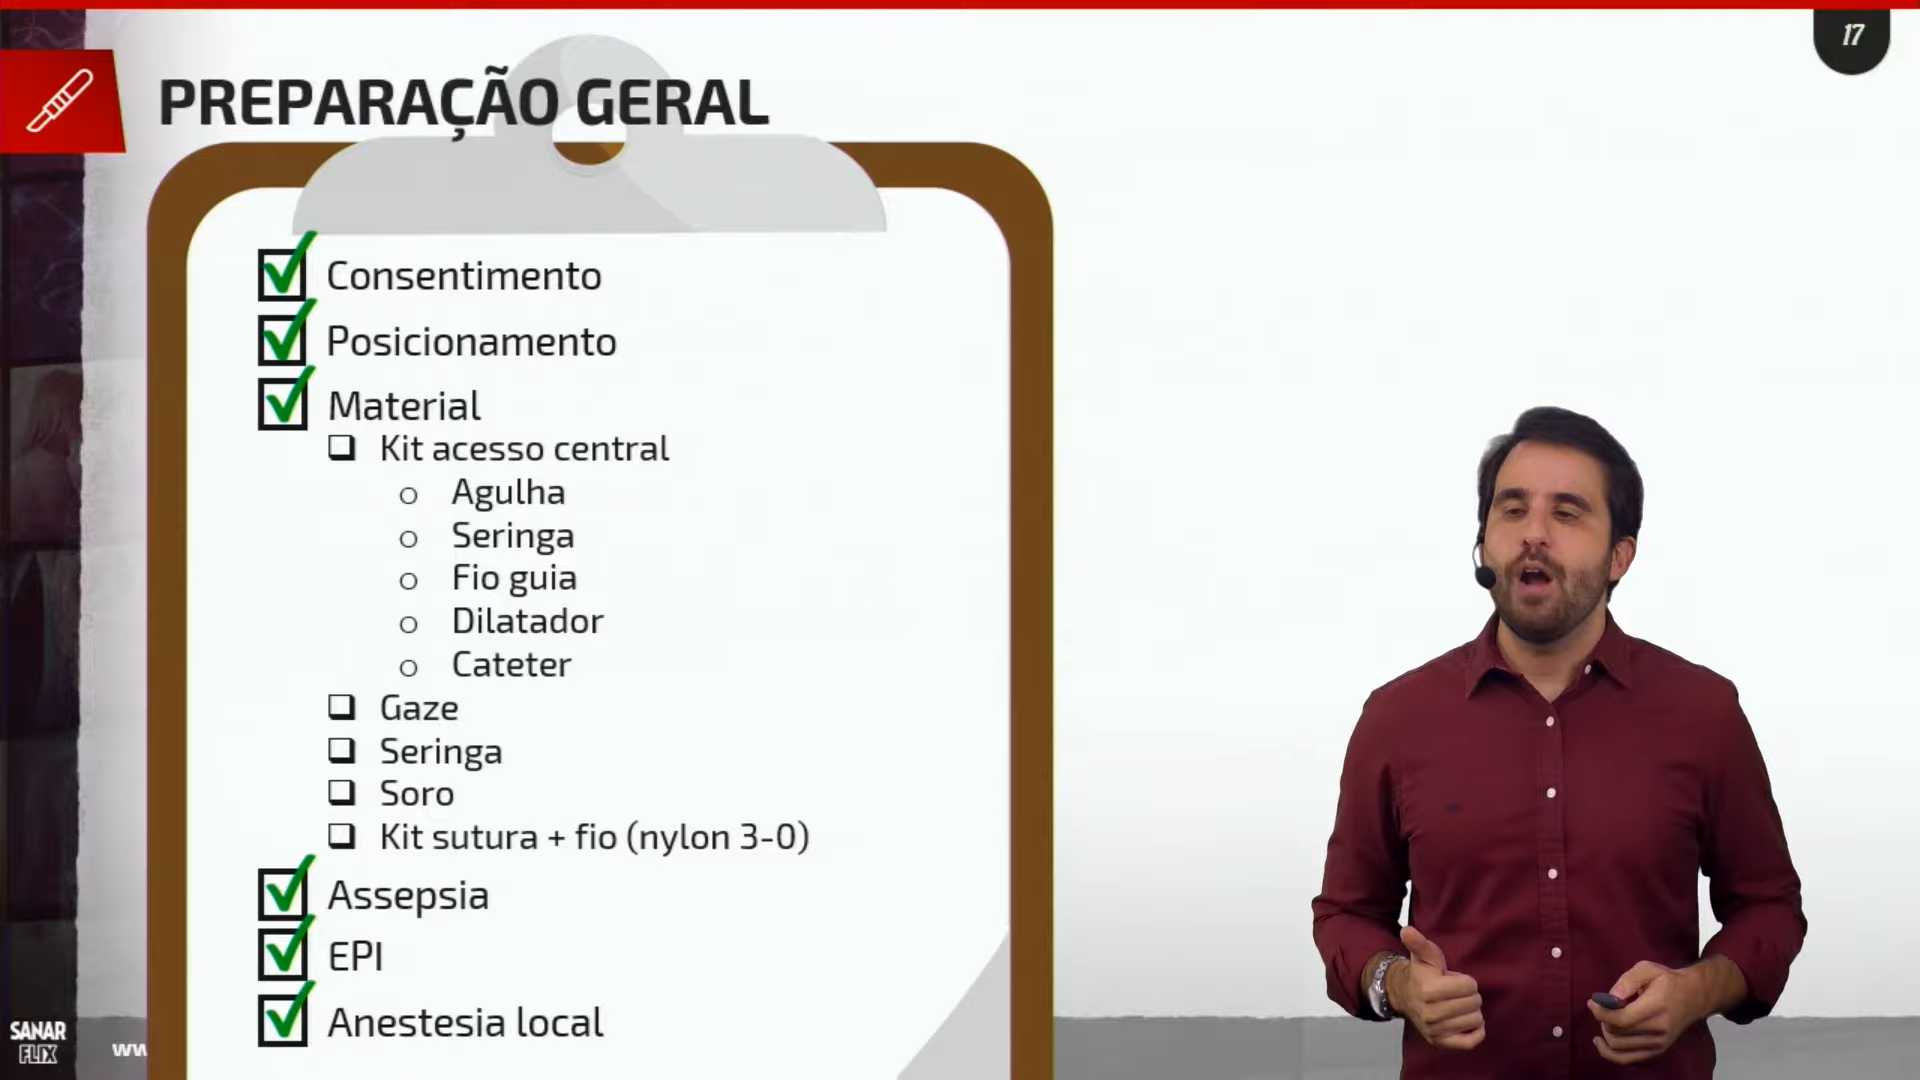 17
PREPARAÇÃO GERAL
Consentimento
Posicionamento
Material
Kit acesso central
Agulha
Seringa
Fio guia
Dilatador
Cateter
Gaze
Seringa
Soro
Kit sutura + fio (nylon 3-0)
Assepsia
EPI
Anestesia local
SANAR
FLIX